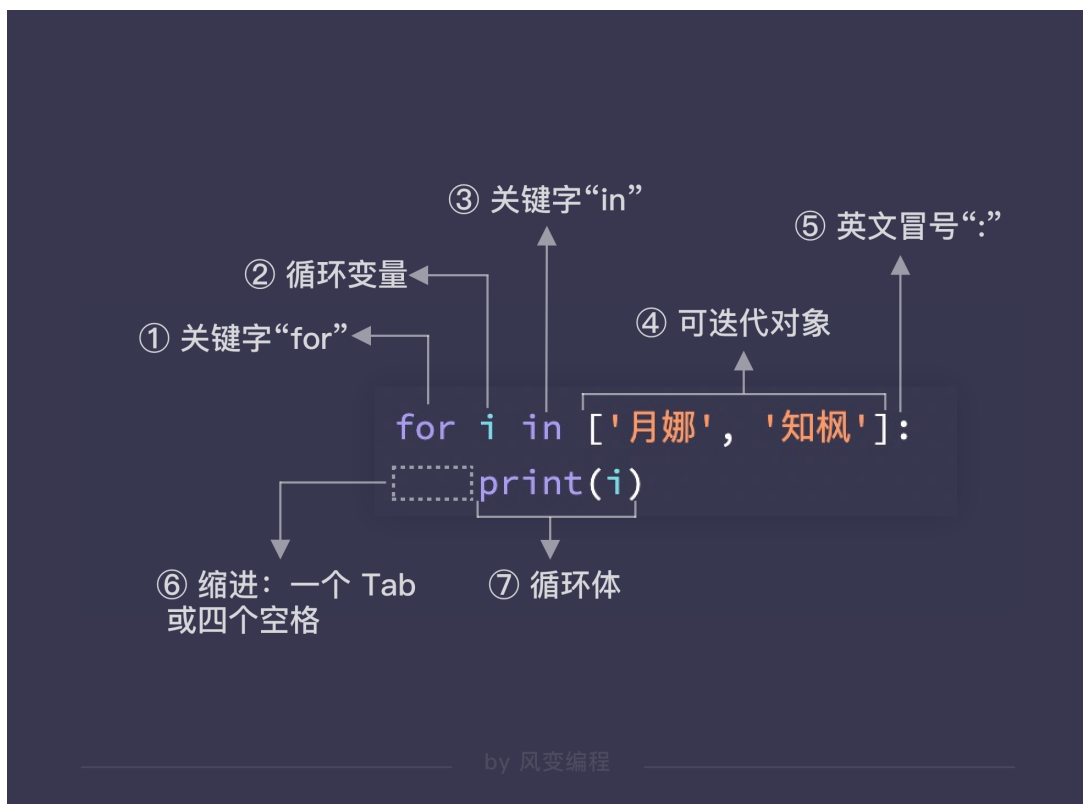 ③ 关键字“in”
⑤ 英文冒号“:”
② 循环变量
④ 可迭代对象
① 关键字“for”
for i in ['月娜', '知枫']:
print(i)
⑥ 缩进：一个 Tab
或四个空格
⑦ 循环体
by 风变编程